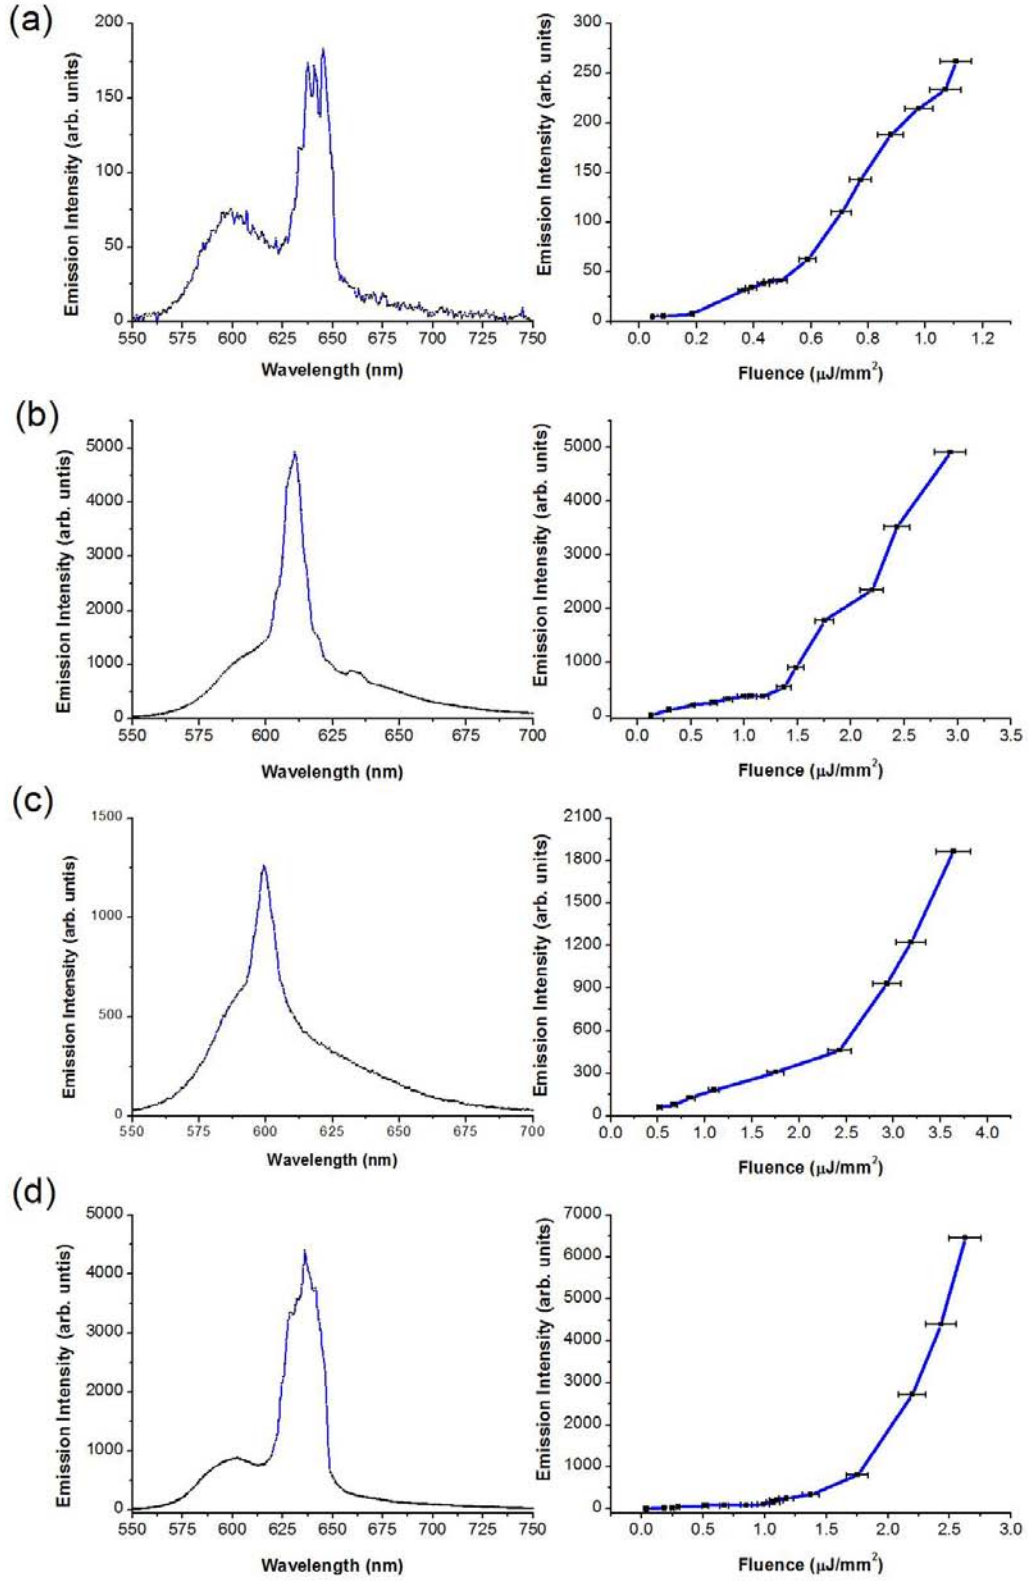 (a)
200
150
100
50
0
550 575 600 625 650 675 700 725 750
Emission Intensity (arb. units)
Wavelength (nm)
300
250
200
150
100
50
0
0.0 0.2 0.4 0.6 0.8 1.0 1.2
Emission Intensity (arb. units)
Fluence (μJ/mm²)
(b)
5000
4000
3000
2000
1000
0
550 575 600 625 650 675 700
Emission Intensity (arb. untis)
Wavelength (nm)
5000
4000
3000
2000
1000
0
0.0 0.5 1.0 1.5 2.0 2.5 3.0 3.5
Emission Intensity (arb. units)
Fluence (μJ/mm²)
(c)
1500
1000
500
0
550 575 600 625 650 675 700
Emission Intensity (arb. untis)
Wavelength (nm)
2100
1800
1500
1200
900
600
300
0
0.0 0.5 1.0 1.5 2.0 2.5 3.0 3.5 4.0
Emission Intensity (arb. units)
Fluence (μJ/mm²)
(d)
5000
4000
3000
2000
1000
0
550 575 600 625 650 675 700 725 750
Emission Intensity (arb. untis)
Wavelength (nm)
7000
6000
5000
4000
3000
2000
1000
0
0.0 0.5 1.0 1.5 2.0 2.5 3.0
Emission Intensity (arb. units)
Fluence (μJ/mm²)